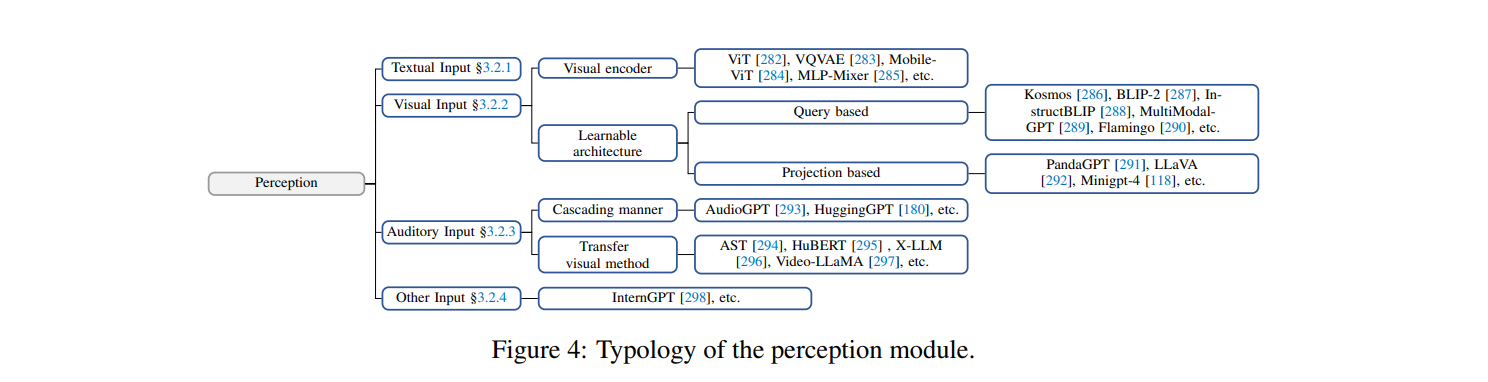 Perception
Textual Input §3.2.1
Visual Input §3.2.2
Visual encoder
ViT [282], VQVAE [283], Mobile-
ViT [284], MLP-Mixer [285], etc.
Learnable
architecture
Query based
Kosmos [286], BLIP-2 [287], In-
structBLIP [288], MultiModal-
GPT [289], Flamingo [290], etc.
Projection based
PandaGPT [291], LLaVA
[292], Minigpt-4 [118], etc.
Auditory Input §3.2.3
Cascading manner
AudioGPT [293], HuggingGPT [180], etc.
Transfer
visual method
AST [294], HuBERT [295] , X-LLM
[296], Video-LLaMA [297], etc.
Other Input §3.2.4
InternGPT [298], etc.
Figure 4: Typology of the perception module.